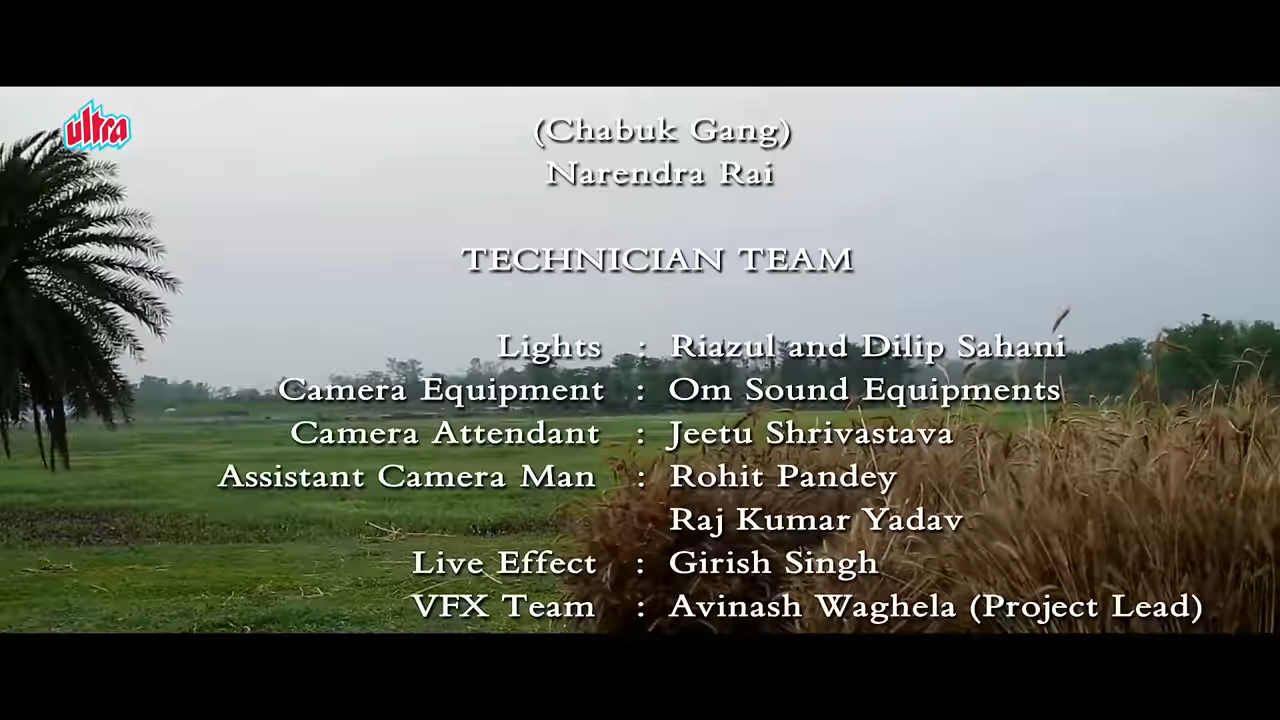 ultra
(Chabuk Gang)
Narendra Rai
TECHNICIAN TEAM
Lights : Riazul and Dilip Sahani
Camera Equipment : Om Sound Equipments
Camera Attendant : Jeetu Shrivastava
Assistant Camera Man : Rohit Pandey
Raj Kumar Yadav
Live Effect : Girish Singh
VFX Team : Avinash Waghela (Project Lead)